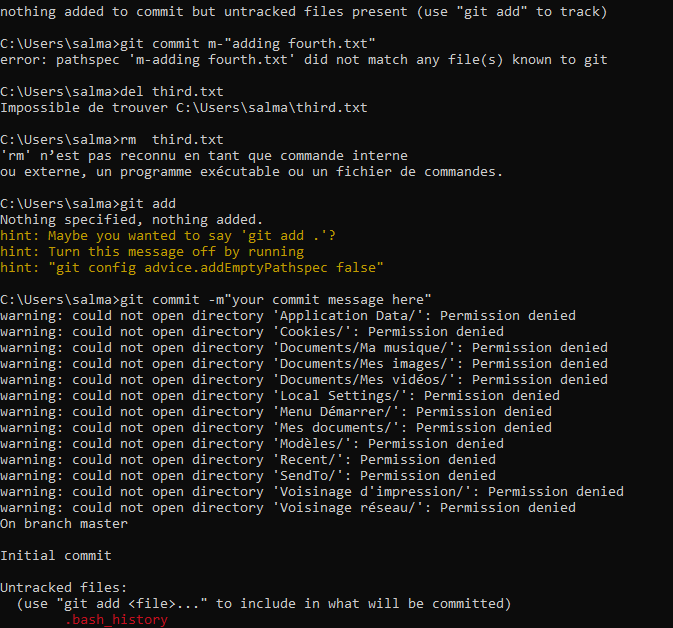 nothing added to commit but untracked files present (use "git add" to track)
C:\Users\salma>git commit m-"adding fourth.txt"
error: pathspec 'm-adding fourth.txt' did not match any file(s) known to git
C:\Users\salma>del third.txt
Impossible de trouver C:\Users\salma\third.txt
C:\Users\salma>rm  third.txt
'rm' n’est pas reconnu en tant que commande interne
ou externe, un programme exécutable ou un fichier de commandes.
C:\Users\salma>git add
Nothing specified, nothing added.
hint: Maybe you wanted to say 'git add .'?
hint: Turn this message off by running
hint: "git config advice.addEmptyPathspec false"
C:\Users\salma>git commit -m"your commit message here"
warning: could not open directory 'Application Data/': Permission denied
warning: could not open directory 'Cookies/': Permission denied
warning: could not open directory 'Documents/Ma musique/': Permission denied
warning: could not open directory 'Documents/Mes images/': Permission denied
warning: could not open directory 'Documents/Mes vidéos/': Permission denied
warning: could not open directory 'Local Settings/': Permission denied
warning: could not open directory 'Menu Démarrer/': Permission denied
warning: could not open directory 'Mes documents/': Permission denied
warning: could not open directory 'Modèles/': Permission denied
warning: could not open directory 'Recent/': Permission denied
warning: could not open directory 'SendTo/': Permission denied
warning: could not open directory 'Voisinage d'impression/': Permission denied
warning: could not open directory 'Voisinage réseau/': Permission denied
On branch master
Initial commit
Untracked files:
  (use "git add <file>..." to include in what will be committed)
        .bash_history